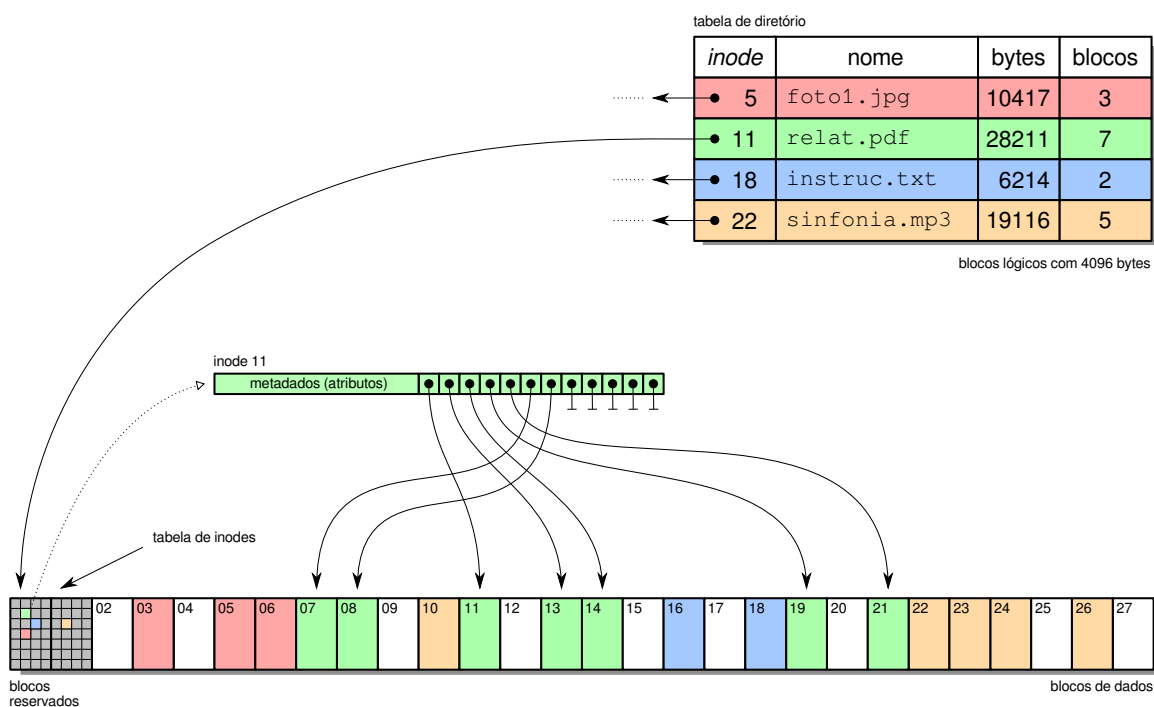 tabela de diretório
inode nome bytes blocos
5 foto1.jpg 10417 3
11 relat.pdf 28211 7
18 instruc.txt 6214 2
22 sinfonia.mp3 19116 5
blocos lógicos com 4096 bytes
inode 11
metadados (atributos)
tabela de inodes
02 03 04 05 06 07 08 09 10 11 12 13 14 15 16 17 18 19 20 21 22 23 24 25 26 27
blocos
reservados
blocos de dados